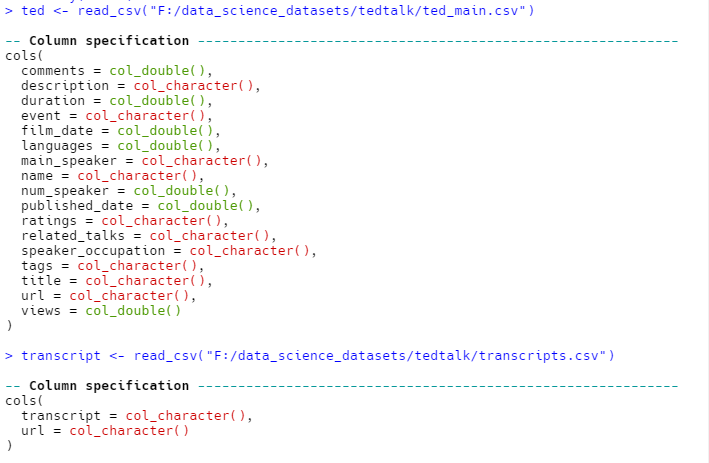 > ted <- read_csv("F:/data_science_datasets/tedtalk/ted_main.csv")
-- Column specification ------------------------------------------------------------
cols(
  comments = col_double(),
  description = col_character(),
  duration = col_double(),
  event = col_character(),
  film_date = col_double(),
  languages = col_double(),
  main_speaker = col_character(),
  name = col_character(),
  num_speaker = col_double(),
  published_date = col_double(),
  ratings = col_character(),
  related_talks = col_character(),
  speaker_occupation = col_character(),
  tags = col_character(),
  title = col_character(),
  url = col_character(),
  views = col_double()
)
> transcript <- read_csv("F:/data_science_datasets/tedtalk/transcripts.csv")
-- Column specification ------------------------------------------------------------
cols(
  transcript = col_character(),
  url = col_character()
)